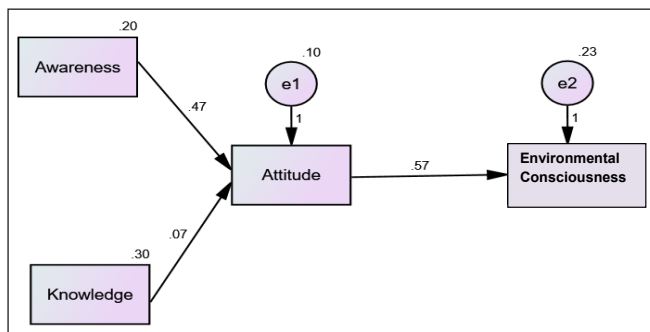 .20
Awareness
.47
.10
e1
1
.23
e2
1
Attitude
.57
Environmental
Consciousness
.07
.30
Knowledge